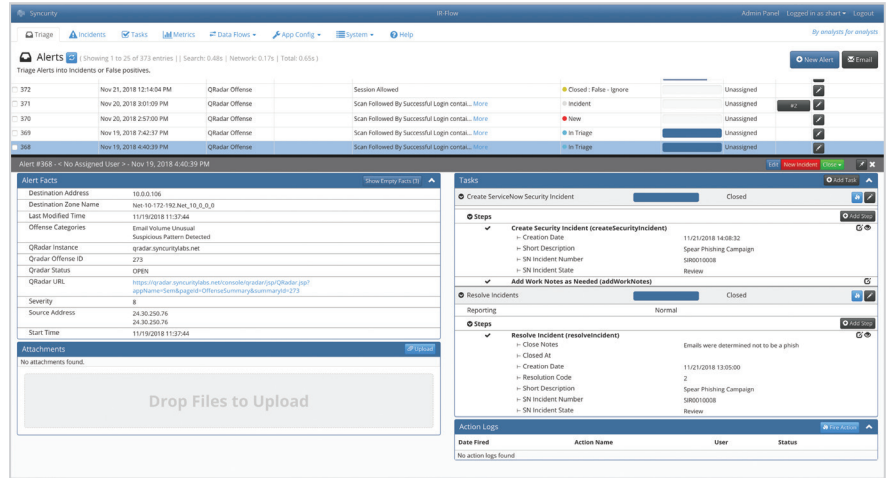 Syncurity IR-Flow Admin Panel Logged in as zhart Logout
Triage Incidents Tasks Metrics Data Flows App Config System Help By analysts for analysts
Alerts ( Showing 1 to 25 of 373 entries || Search: 0.48s | Network: 0.17s | Total: 0.65s )
New Alert Email
Triage Alerts into Incidents or False positives.
372 Nov 21, 2018 12:14:04 PM QRadar Offense Session Allowed Closed : False - Ignore Unassigned
371 Nov 20, 2018 3:01:09 PM QRadar Offense Scan Followed By Successful Login contai... More Incident Unassigned #2
370 Nov 20, 2018 2:57:00 PM QRadar Offense Scan Followed By Successful Login contai... More New Unassigned
369 Nov 19, 2018 7:42:37 PM QRadar Offense Scan Followed By Successful Login contai... More In Triage Unassigned
368 Nov 19, 2018 4:40:39 PM QRadar Offense Scan Followed By Successful Login contai... More In Triage Unassigned
Alert #368 - < No Assigned User > - Nov 19, 2018 4:40:39 PM Edit New Incident Close
Alert Facts Show Empty Facts (3)
Destination Address 10.0.0.106
Destination Zone Name Net-10-172-192.Net_10_0_0_0
Last Modified Time 11/19/2018 11:37:44
Offense Categories Email Volume Unusual
Suspicious Pattern Detected
QRadar Instance qradar.syncuritylabs.net
Qradar Offense ID 273
Qradar Status OPEN
QRadar URL https://qradar.syncuritylabs.net/console/qradar/jsp/QRadar.jsp?
appName=Sem&pageId=OffenseSummary&summaryId=273
Severity 8
Source Address 24.30.250.76
24.30.250.76
Start Time 11/19/2018 11:37:44
Attachments Upload
No attachments found.
Drop Files to Upload
Tasks Add Task
Create ServiceNow Security Incident Closed
Steps Add Step
Create Security Incident (createSecurityIncident)
Creation Date 11/21/2018 14:08:32
Short Description Spear Phishing Campaign
SN Incident Number SIR0010008
SN Incident State Review
Add Work Notes as Needed (addWorkNotes)
Resolve Incidents Closed
Reporting Normal
Steps Add Step
Resolve Incident (resolveIncident)
Close Notes Emails were determined not to be a phish
Closed At
Creation Date 11/21/2018 13:05:00
Resolution Code 2
Short Description Spear Phishing Campaign
SN Incident Number SIR0010008
SN Incident State Review
Action Logs Fire Action
Date Fired Action Name User Status
No action logs found